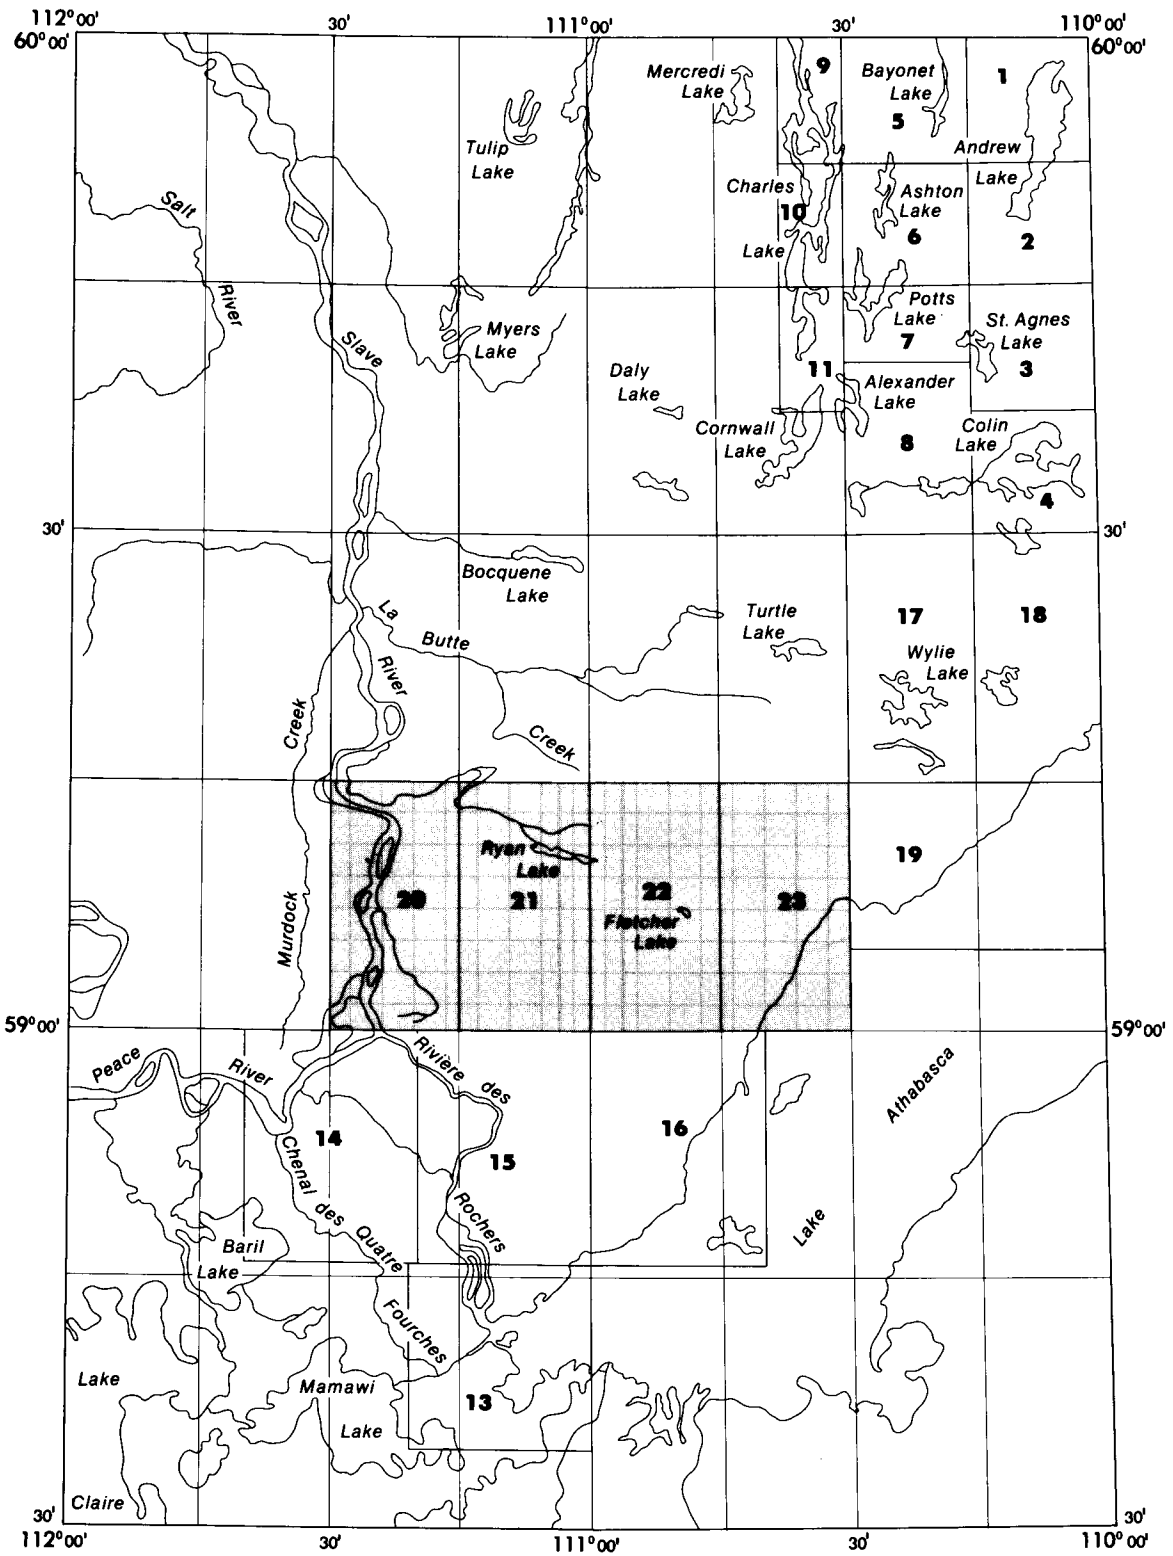 112°00'
30'
111°00'
30'
110°00'
60°00'
60°00'
Mercredi
Lake
9
Bayonet
Lake
5
1
Tulip
Lake
Andrew
Lake
Charles
10
Lake
Ashton
Lake
6
2
Salt
River
Slave
Myers
Lake
Potts
Lake
7
St. Agnes
Lake
3
Daly
Lake
11
Alexander
Lake
8
Cornwall
Lake
Colin
Lake
4
30'
30'
Bocquene
Lake
La
Butte
River
Creek
Turtle
Lake
17
18
Wylie
Lake
Creek
Murdock
Ryan
Lake
19
20
21
22
23
Fletcher
Lake
59°00'
59°00'
Peace
River
Rivière des
Rochers
Athabasca
Lake
14
15
16
Chenal des Quatre
Fourches
Baril
Lake
Lake
Claire
Mamawi
Lake
13
30'
30'
112°00'
30'
111°00'
30'
110°00'